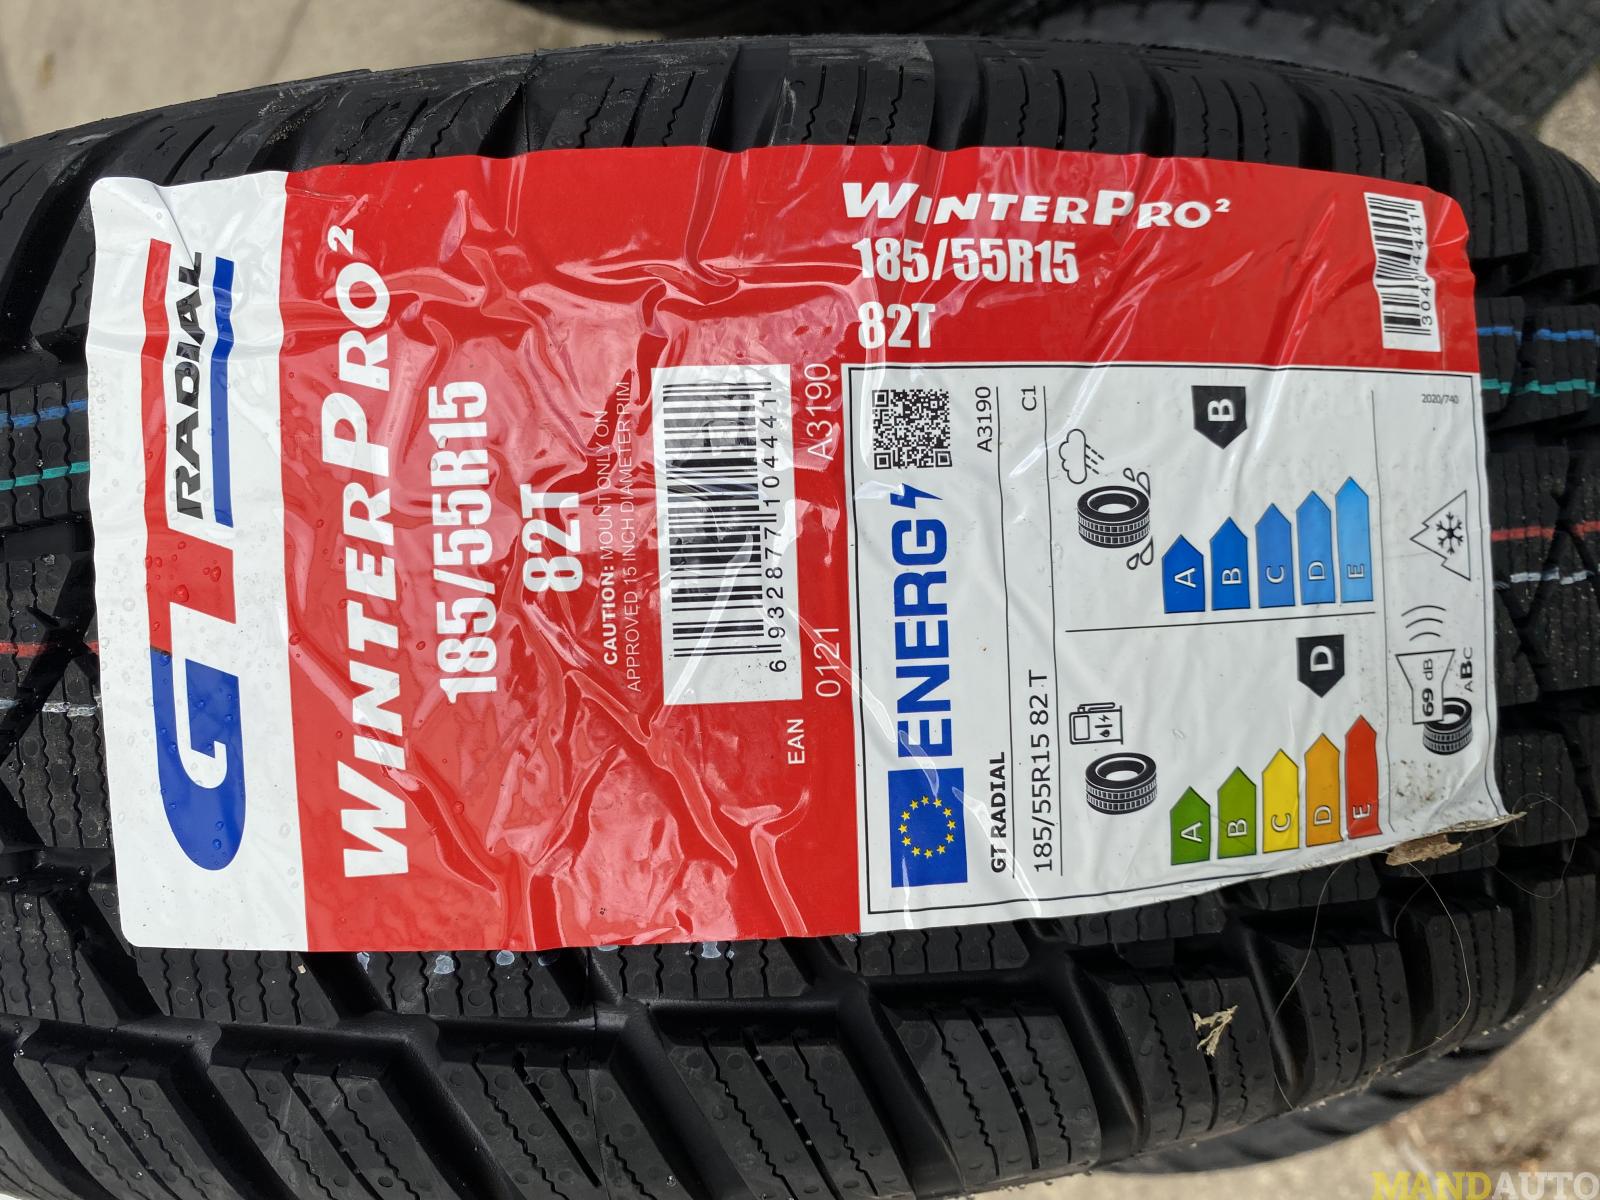 GT RADIAL
WINTERPRO²
185/55R15
82T
CAUTION: MOUNT ONLY ON
APPROVED 15 INCH DIAMETER RIM
6 932877 104441
EAN 0121 A3190
WINTERPRO²
185/55R15
82T
ENERG
GT RADIAL A3190
185/55R15 82 T C1
A
B
C
D
E
D
A
B
C
D
E
B
69 dB
ABC
2020/740
MANDAUTO